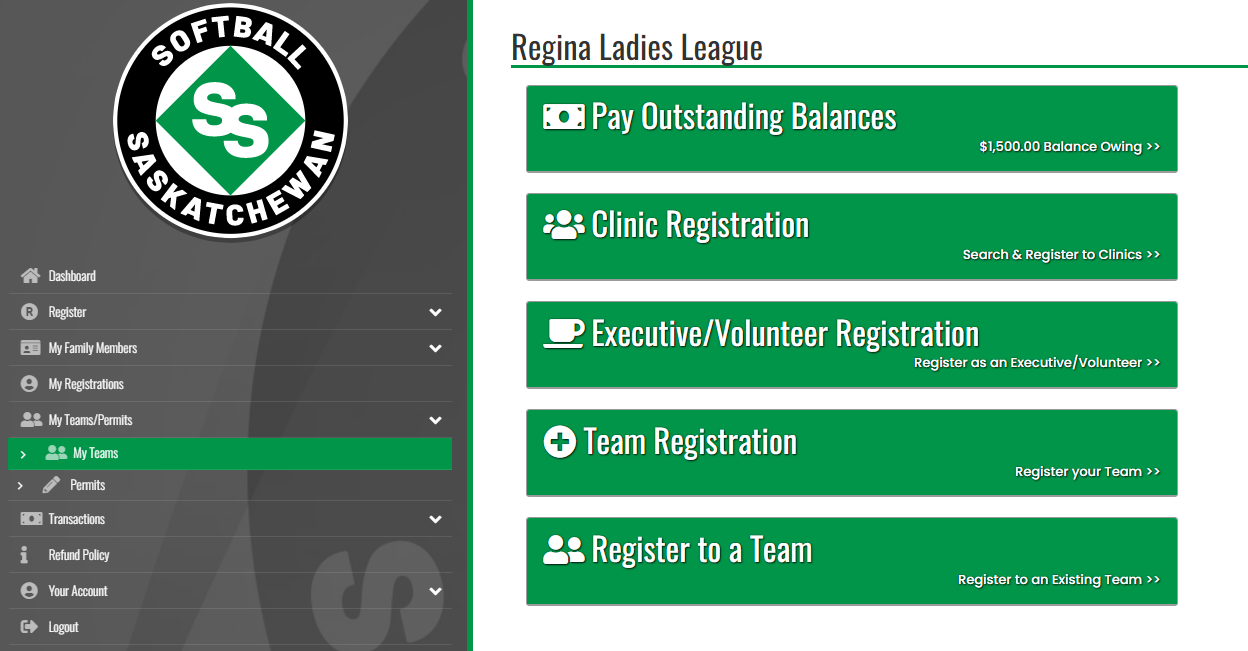 SOFTBALL
SS
SASKATCHEWAN
Dashboard
Register
My Family Members
My Registrations
My Teams/Permits
My Teams
Permits
Transactions
Refund Policy
Your Account
Logout
Regina Ladies League
Pay Outstanding Balances
$1,500.00 Balance Owing >>
Clinic Registration
Search & Register to Clinics >>
Executive/Volunteer Registration
Register as an Executive/Volunteer >>
Team Registration
Register your Team >>
Register to a Team
Register to an Existing Team >>